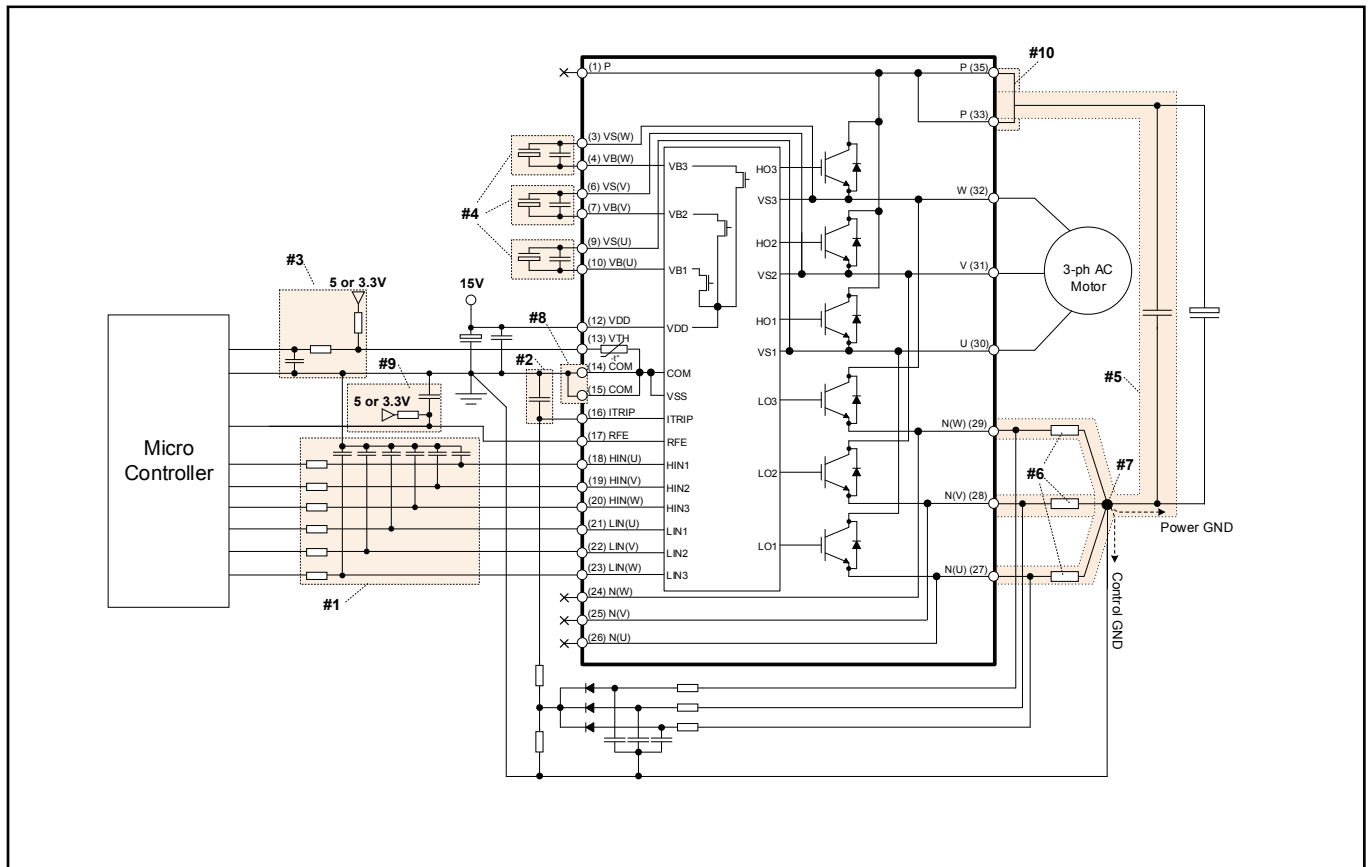 #10
(1) P
P (35)
P (33)
(3) VS(W)
(4) VB(W)
VB3
HO3
(6) VS(V)
VS3
W (32)
#4
(7) VB(V)
VB2
HO2
(9) VS(U)
#3
(10) VB(U)
VB1
VS2
V (31)
3-ph AC
Motor
5 or 3.3V
15V
HO1
#8
(12) VDD
VDD
(13) VTH
-t°
VS1
U (30)
#2
(14) COM
COM
#9
(15) COM
VSS
#5
5 or 3.3V
(16) ITRIP
ITRIP
LO3
N(W) (29)
Micro
Controller
(17) RFE
RFE
(18) HIN(U)
HIN1
#6
#7
(19) HIN(V)
HIN2
LO2
N(V) (28)
(20) HIN(W)
HIN3
Power GND
(21) LIN(U)
LIN1
(22) LIN(V)
LIN2
LO1
(23) LIN(W)
LIN3
N(U) (27)
Control GND
#1
(24) N(W)
(25) N(V)
(26) N(U)